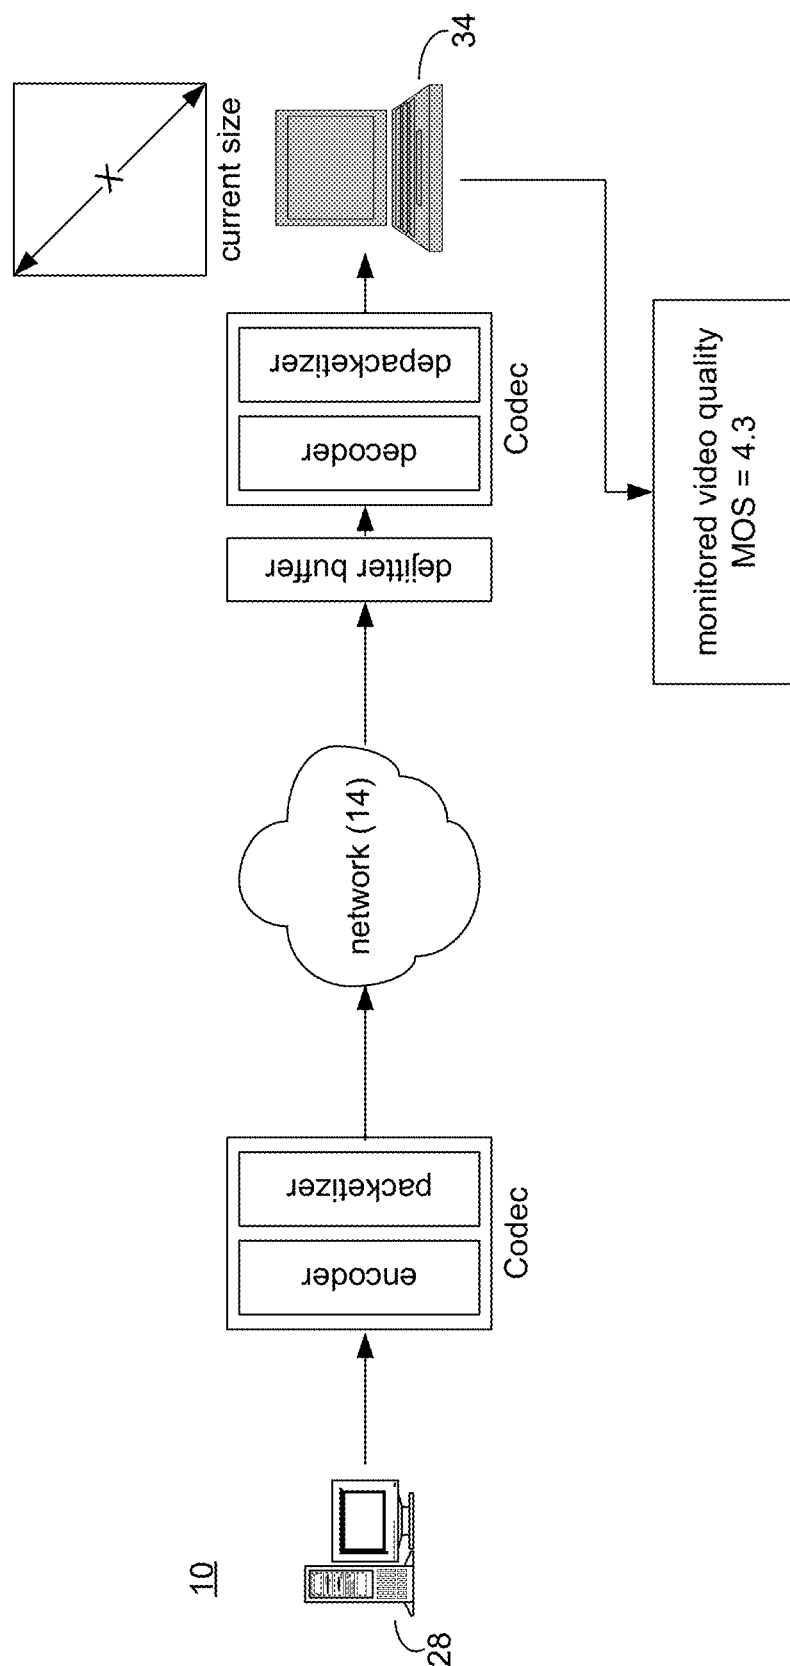 10
28
encoder
packetizer
Codec
network (14)
dejitter buffer
decoder
depacketizer
Codec
X
current size
34
monitored video quality
MOS = 4.3